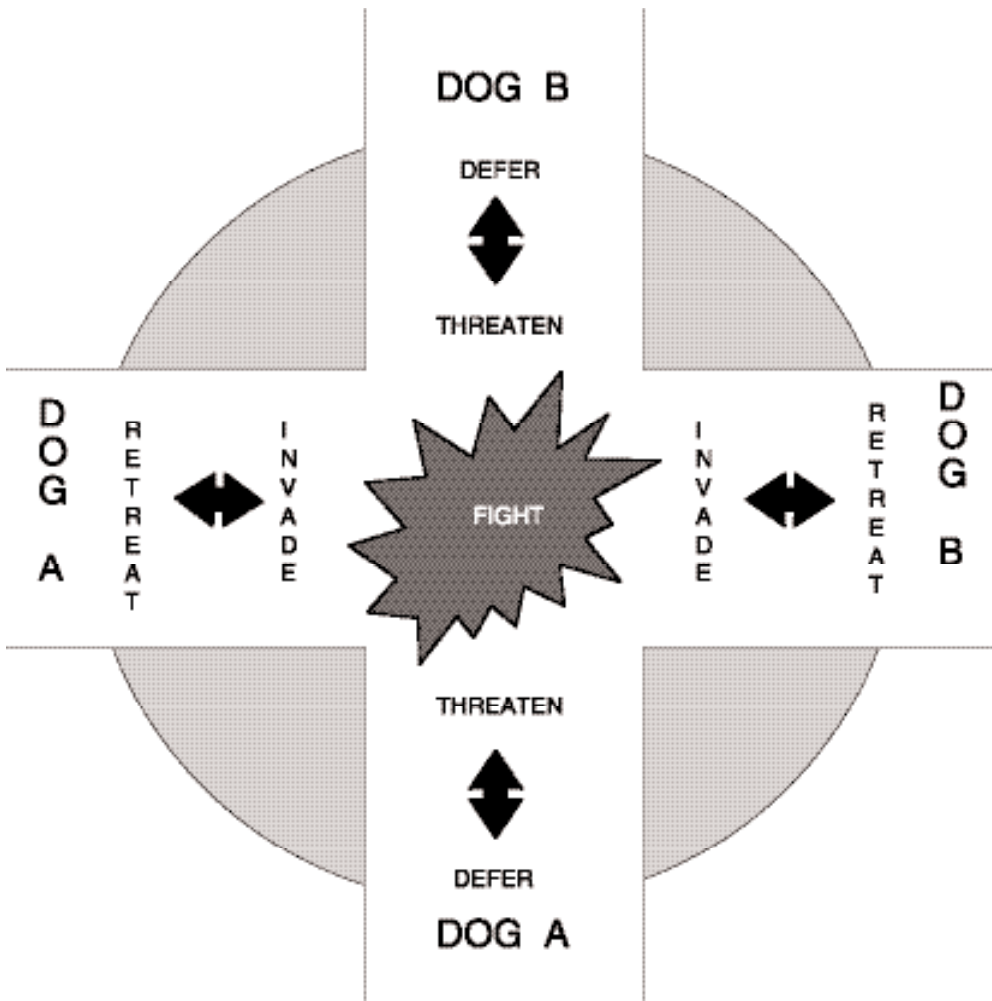 DOG B
DEFER
THREATEN
DOG A
RETREAT
INVADE
FIGHT
INVADE
RETREAT
DOG B
THREATEN
DEFER
DOG A